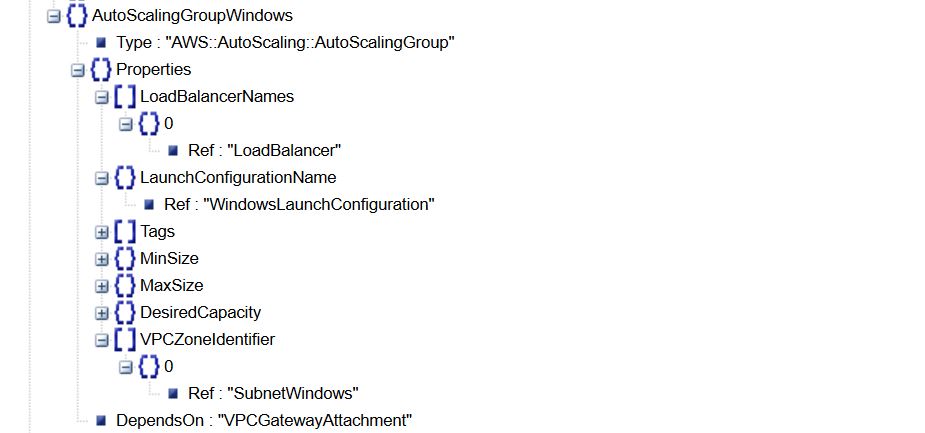 AutoScalingGroupWindows
Type : "AWS::AutoScaling::AutoScalingGroup"
Properties
LoadBalancerNames
0
Ref : "LoadBalancer"
LaunchConfigurationName
Ref : "WindowsLaunchConfiguration"
Tags
MinSize
MaxSize
DesiredCapacity
VPCZoneIdentifier
0
Ref : "SubnetWindows"
DependsOn : "VPCGatewayAttachment"